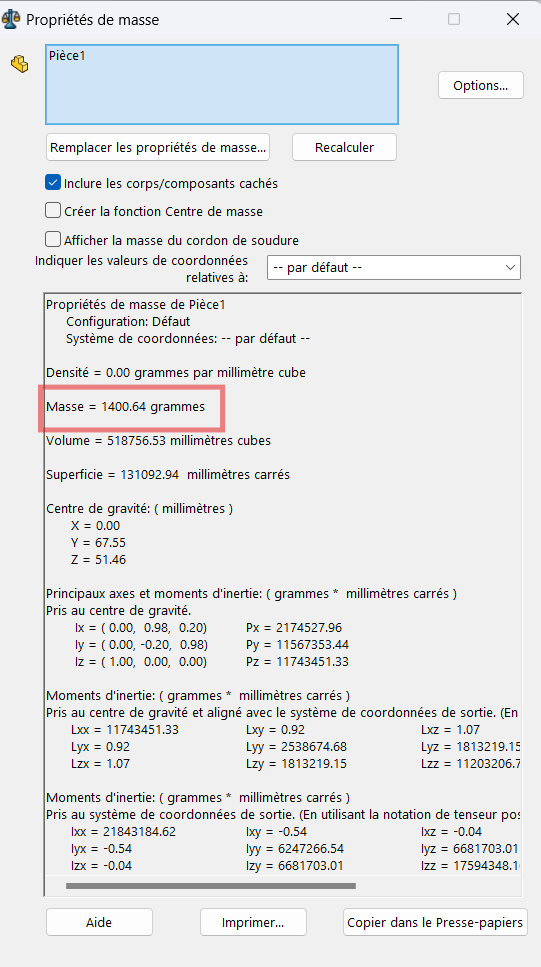 Propriétés de masse
Pièce1
Options...
Remplacer les propriétés de masse...
Recalculer
Inclure les corps/composants cachés
Créer la fonction Centre de masse
Afficher la masse du cordon de soudure
Indiquer les valeurs de coordonnées
relatives à:
-- par défaut --
Propriétés de masse de Pièce1
Configuration: Défaut
Système de coordonnées: -- par défaut --
Densité = 0.00 grammes par millimètre cube
Masse = 1400.64 grammes
Volume = 518756.53 millimètres cubes
Superficie = 131092.94 millimètres carrés
Centre de gravité: ( millimètres )
X = 0.00
Y = 67.55
Z = 51.46
Principaux axes et moments d'inertie: ( grammes * millimètres carrés )
Pris au centre de gravité.
Ix = ( 0.00, 0.98, 0.20) Px = 2174527.96
Iy = ( 0.00, -0.20, 0.98) Py = 11567353.44
Iz = ( 1.00, 0.00, 0.00) Pz = 11743451.33
Moments d'inertie: ( grammes * millimètres carrés )
Pris au centre de gravité et aligné avec le système de coordonnées de sortie. (En
Lxx = 11743451.33 Lxy = 0.92 Lxz = 1.07
Lyx = 0.92 Lyy = 2538674.68 Lyz = 1813219.15
Lzx = 1.07 Lzy = 1813219.15 Lzz = 11203206.7
Moments d'inertie: ( grammes * millimètres carrés )
Pris au système de coordonnées de sortie. (En utilisant la notation de tenseur pos
Ixx = 21843184.62 Ixy = -0.54 Ixz = -0.04
Iyx = -0.54 Iyy = 6247266.54 Iyz = 6681703.01
Izx = -0.04 Izy = 6681703.01 Izz = 17594348.1
Aide
Imprimer...
Copier dans le Presse-papiers